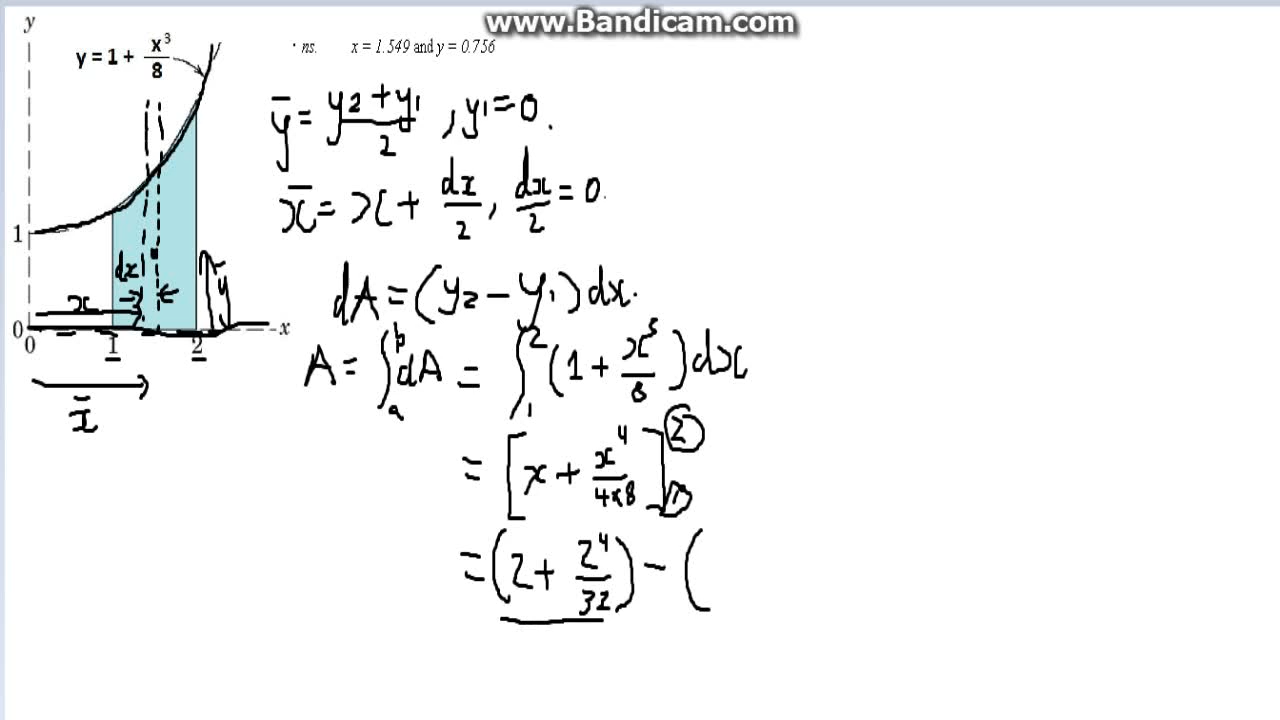 www.Bandicam.com
y
y = 1 + x³/8
ns. x = 1.549 and y = 0.756
ȳ = (y2 + y1)/2 , y1 = 0.
x̄ = x + dx/2, dx/2 = 0.
1
dx
x
ȳ
0
x
0 1 2
x̄
dA = (y2 - y1) dx.
A = ∫ₐᵇ dA = ∫₁² (1 + x³/8) dx
= [x + x⁴/4×8]₁²
= (2 + 2⁴/32) - (